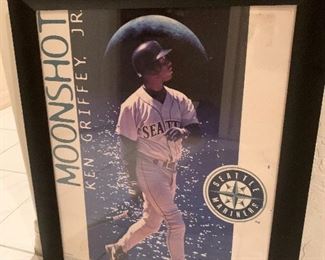 MOONSHOT
KEN GRIFFEY, JR.
SEATTLE
SEATTLE
MARINERS